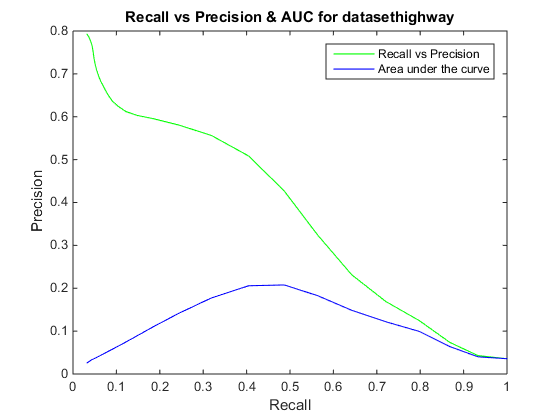 Recall vs Precision & AUC for datasethighway
Recall vs Precision
Area under the curve
Precision
0.8
0.7
0.6
0.5
0.4
0.3
0.2
0.1
0
0 0.1 0.2 0.3 0.4 0.5 0.6 0.7 0.8 0.9 1
Recall